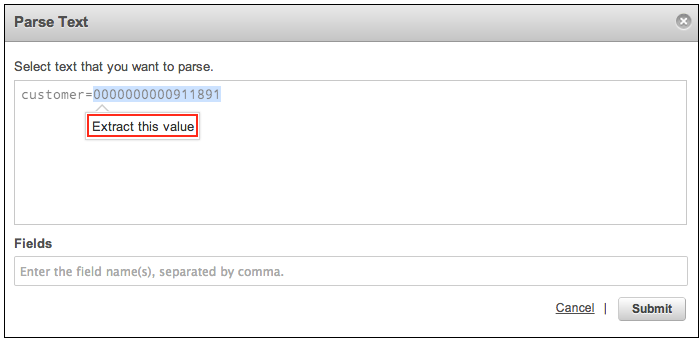 Parse Text
Select text that you want to parse.
customer=0000000000911891
Extract this value
Fields
Enter the field name(s), separated by comma.
Cancel | Submit